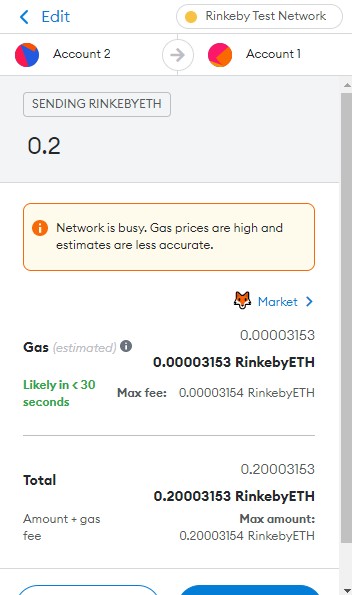 Edit
Rinkeby Test Network
Account 2
Account 1
SENDING RINKEBYETH
0.2
Network is busy. Gas prices are high and
estimates are less accurate.
Market
0.00003153
Gas (estimated)
0.00003153 RinkebyETH
Likely in < 30
seconds
Max fee: 0.00003154 RinkebyETH
0.20003153
Total
0.20003153 RinkebyETH
Amount + gas
fee
Max amount:
0.20003154 RinkebyETH